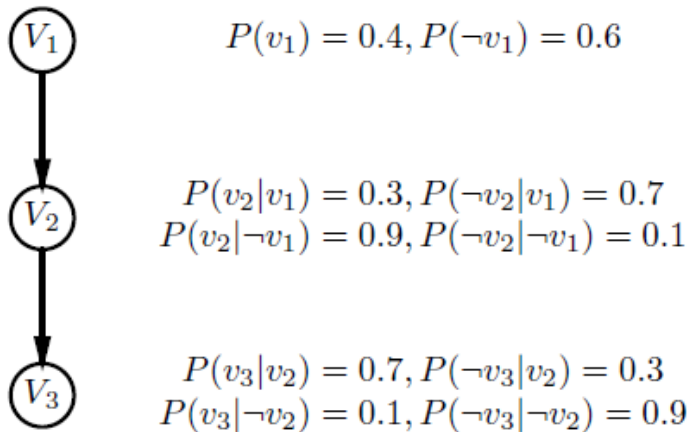 V₁ P(v₁) = 0.4, P(¬v₁) = 0.6
V₂ P(v₂|v₁) = 0.3, P(¬v₂|v₁) = 0.7
P(v₂|¬v₁) = 0.9, P(¬v₂|¬v₁) = 0.1
V₃ P(v₃|v₂) = 0.7, P(¬v₃|v₂) = 0.3
P(v₃|¬v₂) = 0.1, P(¬v₃|¬v₂) = 0.9